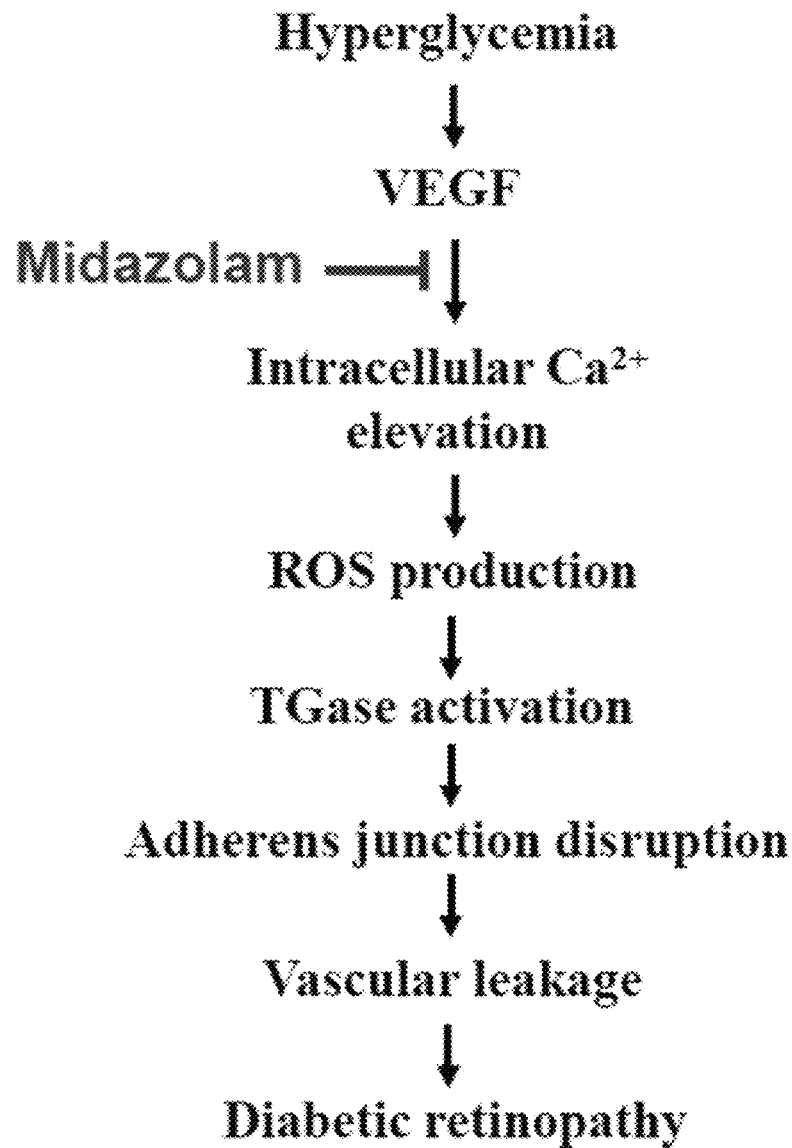 Hyperglycemia
VEGF
Midazolam
Intracellular Ca²⁺
elevation
ROS production
TGase activation
Adherens junction disruption
Vascular leakage
Diabetic retinopathy